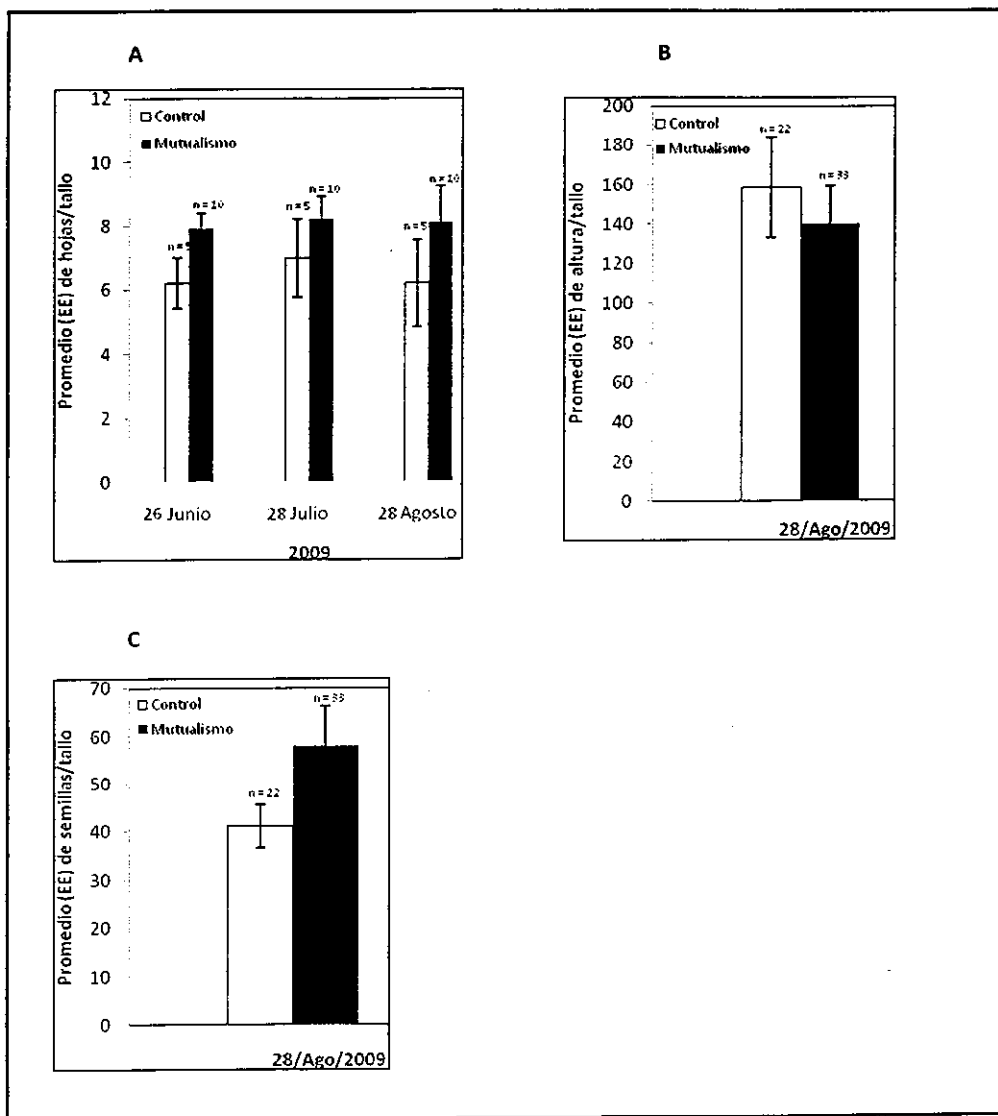 A
Promedio (EE) de hojas/tallo
12
10
8
6
4
2
0
Control
Mutualismo
n=5
n=10
n=5
n=10
n=5
n=10
26 Junio
28 Julio
28 Agosto
2009
B
Promedio (EE) de altura/tallo
200
180
160
140
120
100
80
60
40
20
0
Control
Mutualismo
n=22
n=33
28/Ago/2009
C
Promedio (EE) de semillas/tallo
70
60
50
40
30
20
10
0
Control
Mutualismo
n=22
n=33
28/Ago/2009